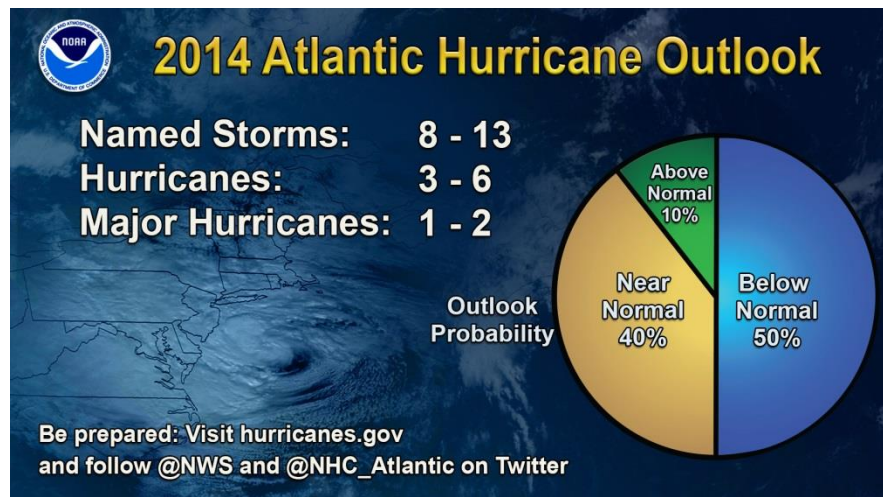 NOAA
2014 Atlantic Hurricane Outlook
Named Storms: 8 - 13
Hurricanes: 3 - 6
Major Hurricanes: 1 - 2
Outlook
Probability
Above
Normal
10%
Near
Normal
40%
Below
Normal
50%
Be prepared: Visit hurricanes.gov
and follow @NWS and @NHC_Atlantic on Twitter